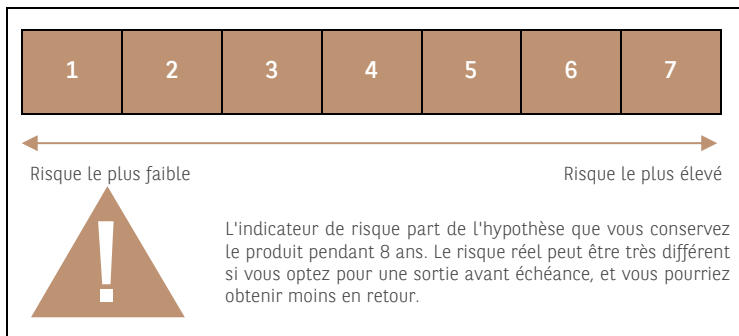 1 2 3 4 5 6 7
Risque le plus faible Risque le plus élevé
!
L'indicateur de risque part de l'hypothèse que vous conservez
le produit pendant 8 ans. Le risque réel peut être très différent
si vous optez pour une sortie avant échéance, et vous pourriez
obtenir moins en retour.